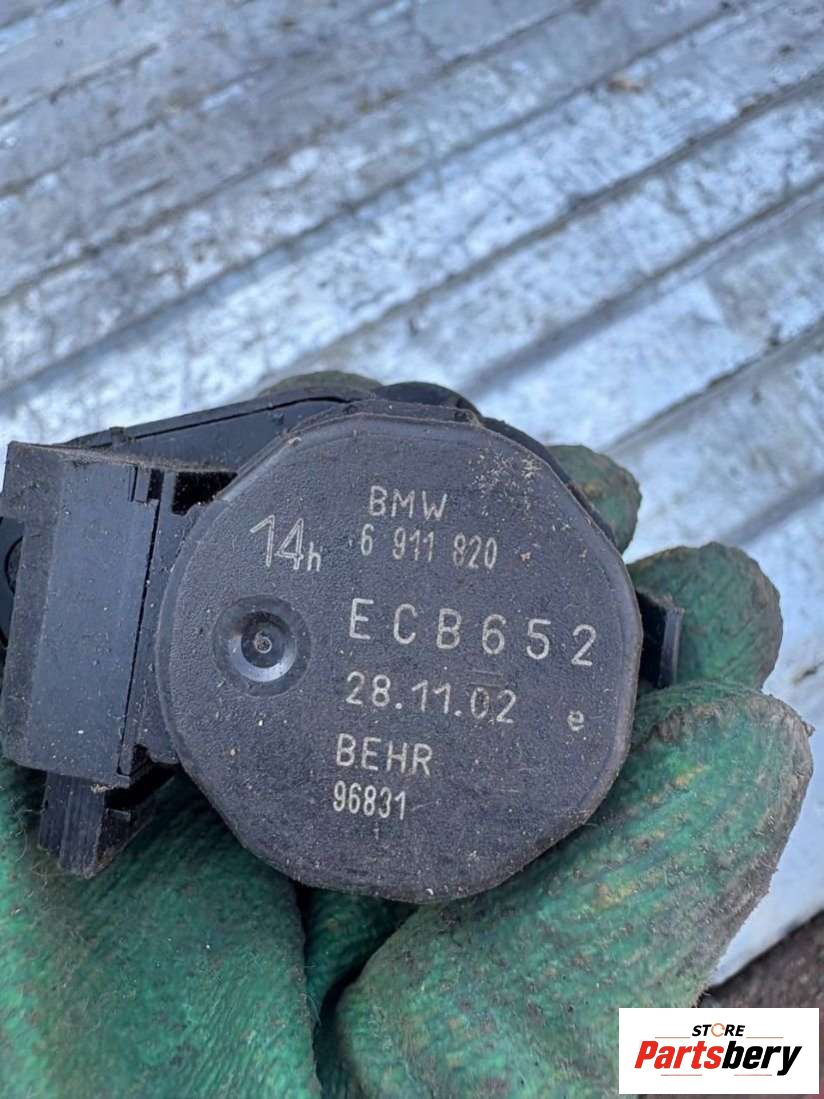 BMW
14h 6 911 820
ECB652
28.11.02 e
BEHR
96831
STORE
Partsbery